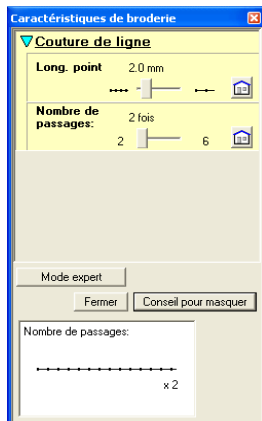 Caractéristiques de broderie
Couture de ligne
Long. point 2.0 mm
Nombre de passages: 2 fois
2 6
Mode expert
Fermer Conseil pour masquer
Nombre de passages:
x 2